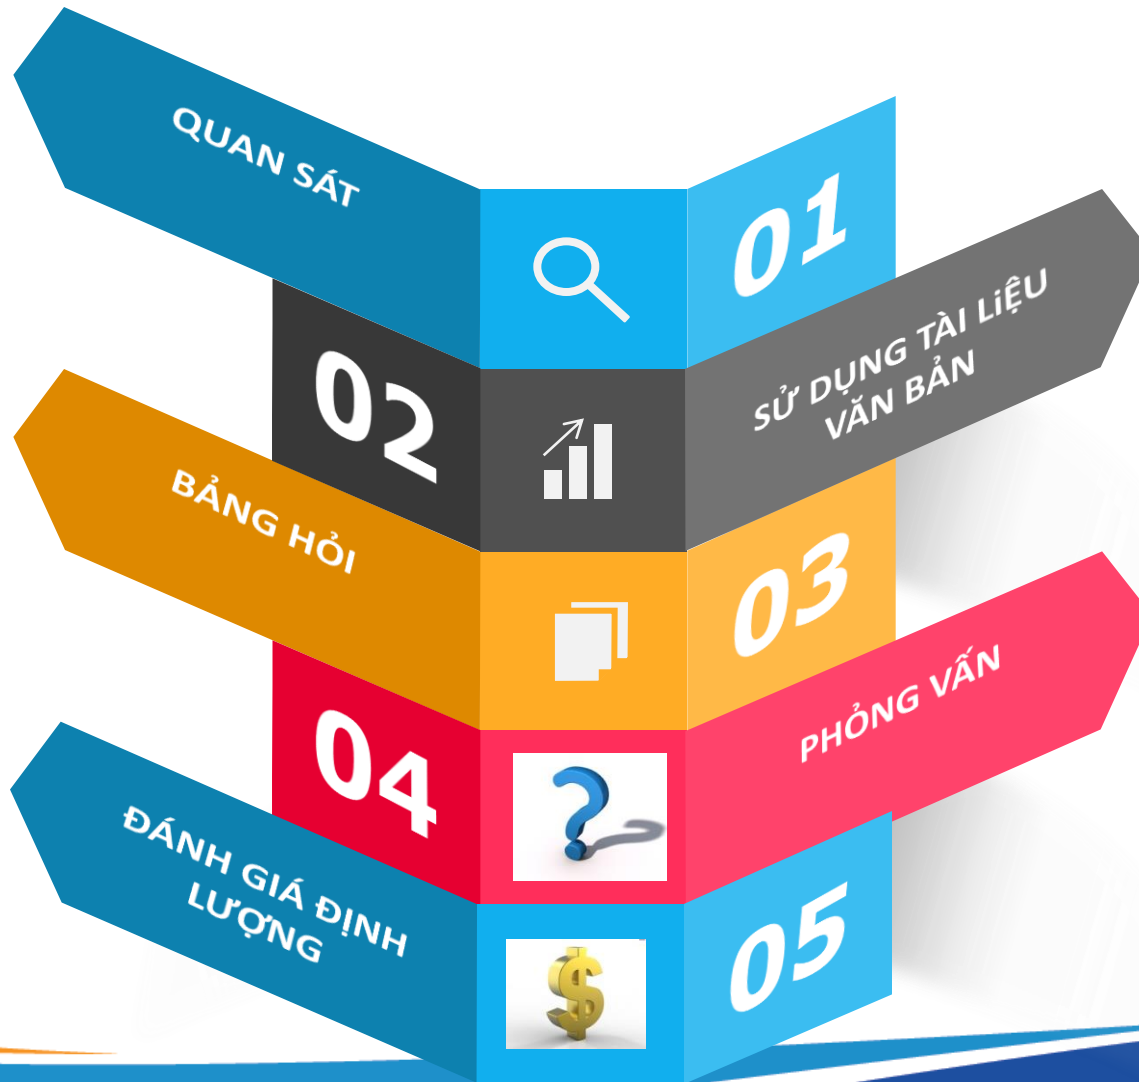 QUAN SÁT
01
02
SỬ DỤNG TÀI LiỆU
VĂN BẢN
BẢNG HỎI
03
04
PHỎNG VẤN
ĐÁNH GIÁ ĐỊNH
LƯỢNG
05